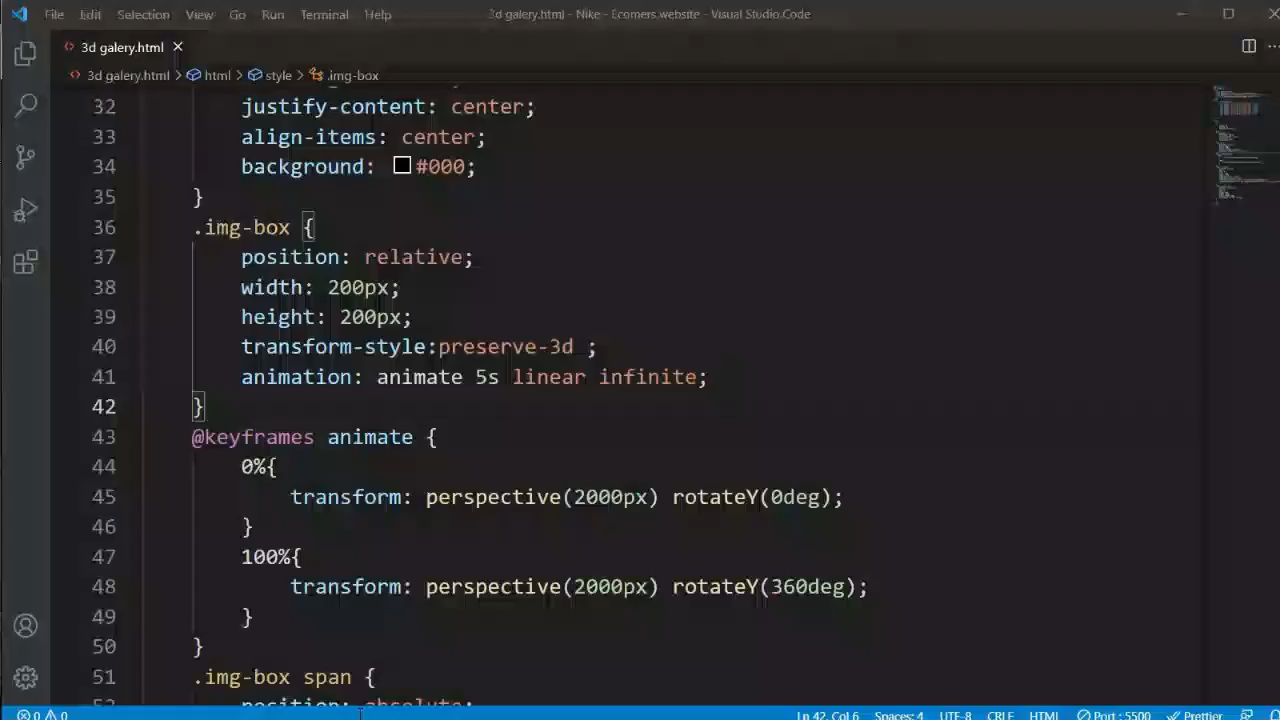 File Edit Selection View Go Run Terminal Help 3d galery.html - Nike - Ecomers.website - Visual Studio Code
3d galery.html
3d galery.html > html > style > .img-box
32 justify-content: center;
33 align-items: center;
34 background: #000;
35 }
36 .img-box {
37 position: relative;
38 width: 200px;
39 height: 200px;
40 transform-style:preserve-3d ;
41 animation: animate 5s linear infinite;
42 }
43 @keyframes animate {
44 0%{
45 transform: perspective(2000px) rotateY(0deg);
46 }
47 100%{
48 transform: perspective(2000px) rotateY(360deg);
49 }
50 }
51 .img-box span {
52 position: absolute;
0 0 Ln 42, Col 6 Spaces: 4 UTF-8 CRLF HTML Port : 5500 Prettier